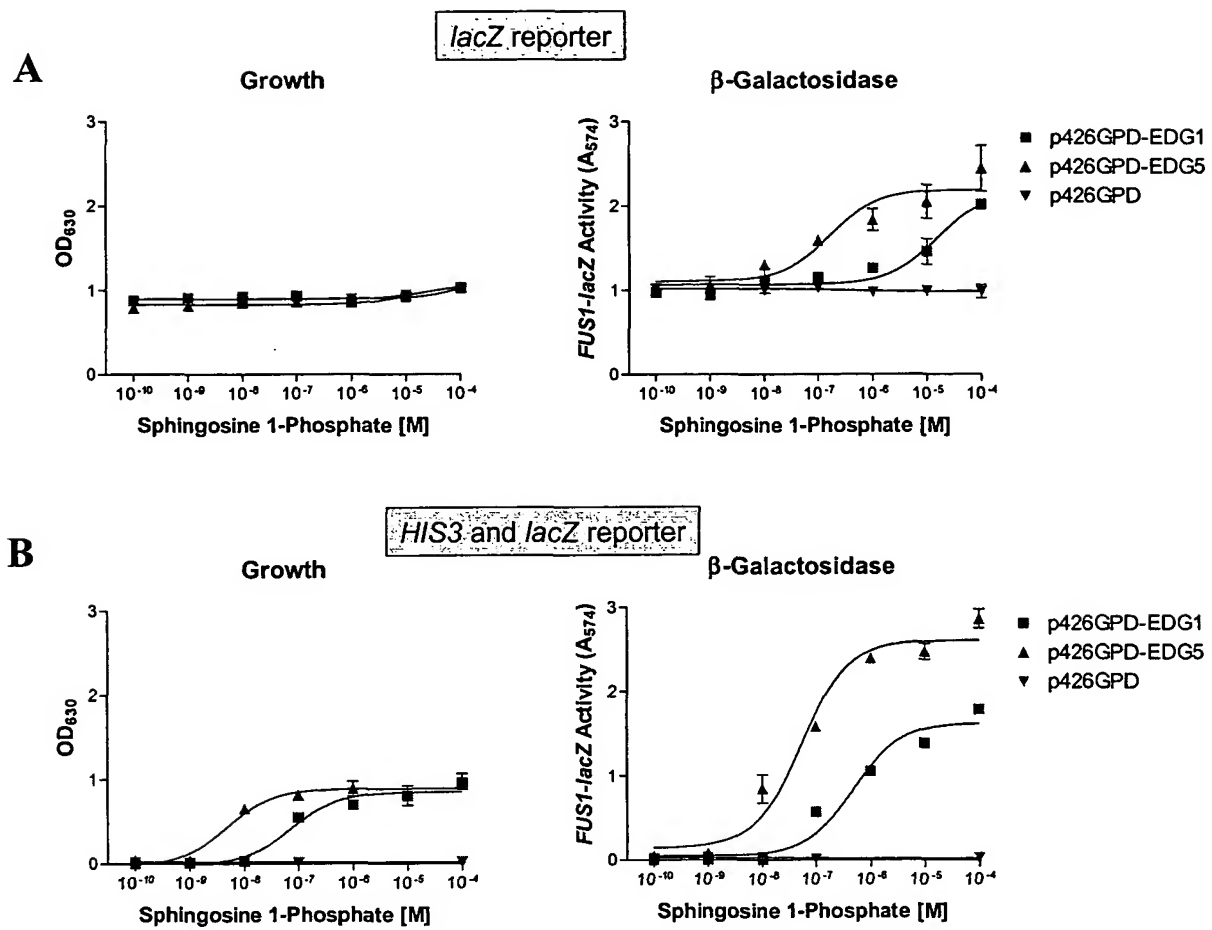 lacZ reporter
A
Growth
β-Galactosidase
3
2
1
0
OD630
10-10 10-9 10-8 10-7 10-6 10-5 10-4
Sphingosine 1-Phosphate [M]
3
2
1
0
FUS1-lacZ Activity (A574)
10-10 10-9 10-8 10-7 10-6 10-5 10-4
Sphingosine 1-Phosphate [M]
p426GPD-EDG1
p426GPD-EDG5
p426GPD
HIS3 and lacZ reporter
B
Growth
β-Galactosidase
3
2
1
0
OD630
10-10 10-9 10-8 10-7 10-6 10-5 10-4
Sphingosine 1-Phosphate [M]
3
2
1
0
FUS1-lacZ Activity (A574)
10-10 10-9 10-8 10-7 10-6 10-5 10-4
Sphingosine 1-Phosphate [M]
p426GPD-EDG1
p426GPD-EDG5
p426GPD